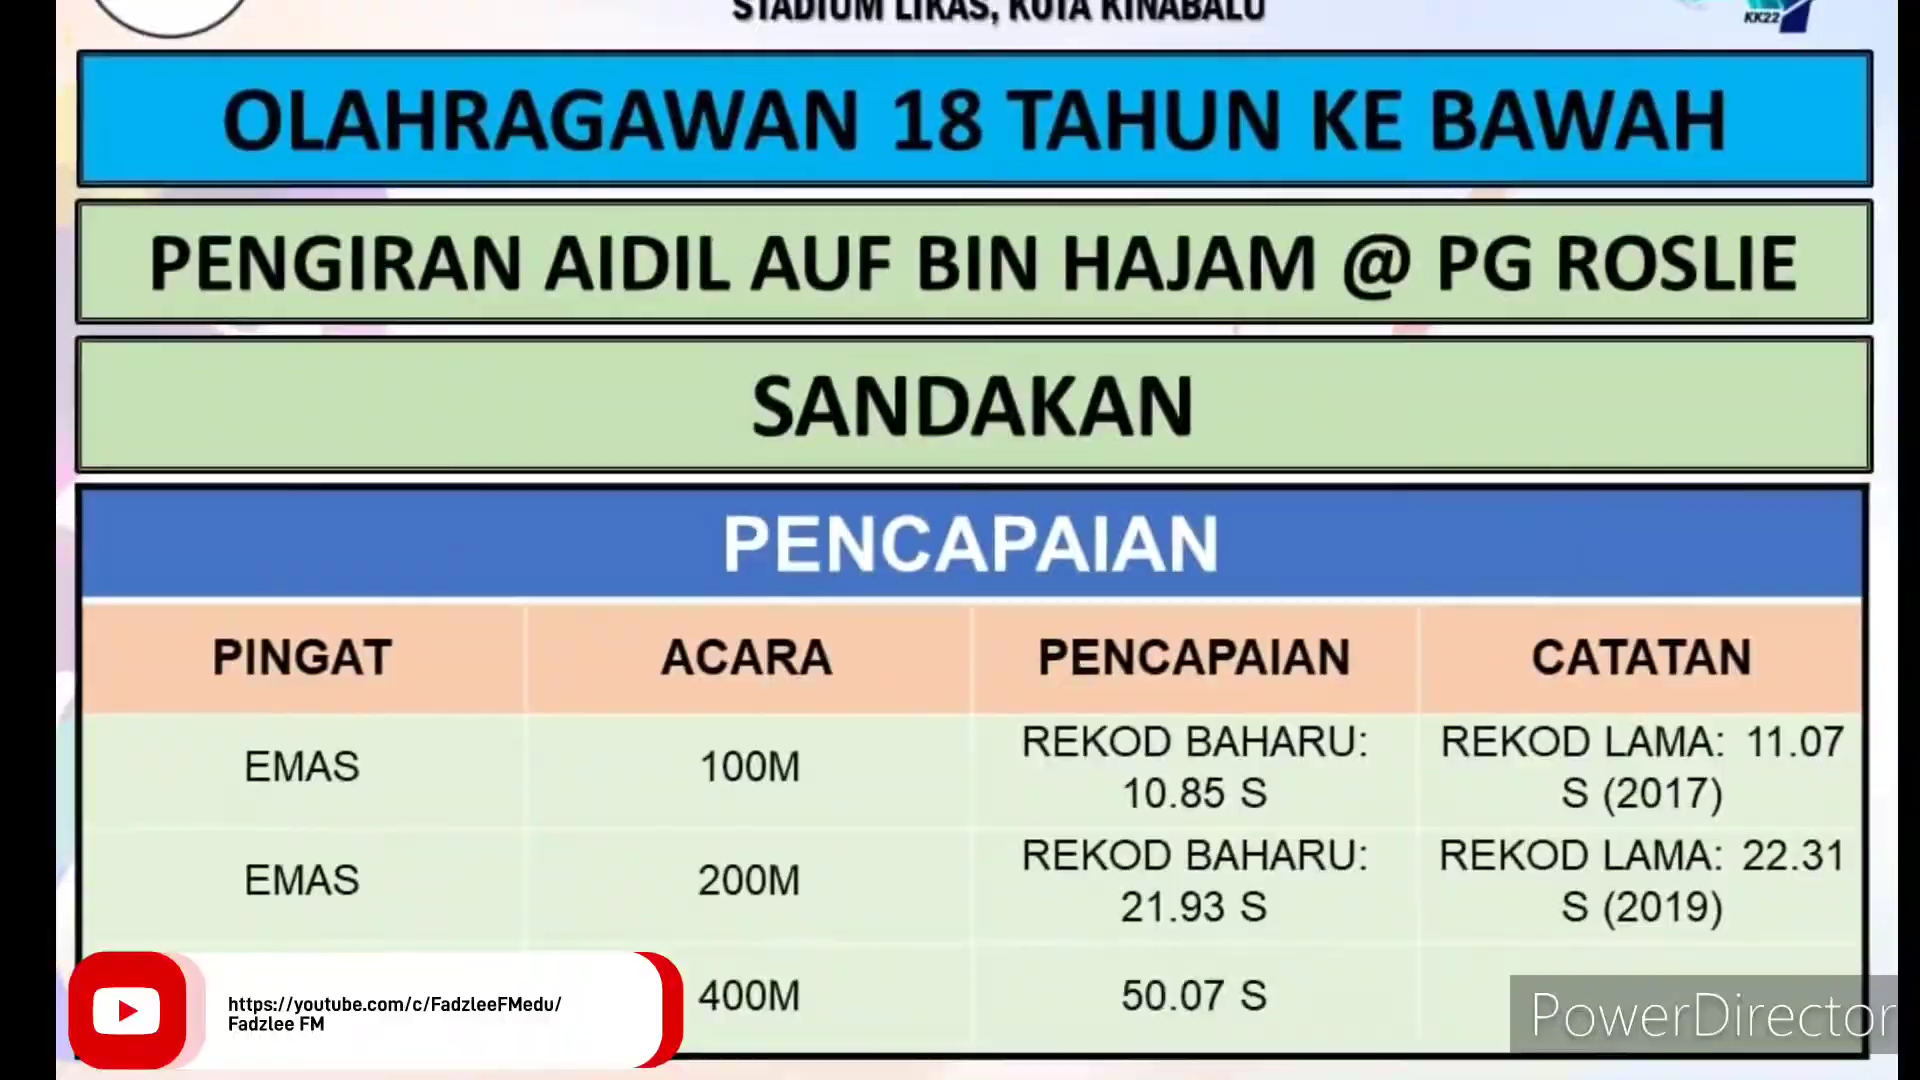 STADIUM LIKAS, KOTA KINABALU
KK22
OLAHRAGAWAN 18 TAHUN KE BAWAH
PENGIRAN AIDIL AUF BIN HAJAM @ PG ROSLIE
SANDAKAN
PENCAPAIAN
PINGAT ACARA PENCAPAIAN CATATAN
EMAS 100M REKOD BAHARU: 10.85 S REKOD LAMA: 11.07 S (2017)
EMAS 200M REKOD BAHARU: 21.93 S REKOD LAMA: 22.31 S (2019)
400M 50.07 S
https://youtube.com/c/FadzleeFMedu/
Fadzlee FM
PowerDirector